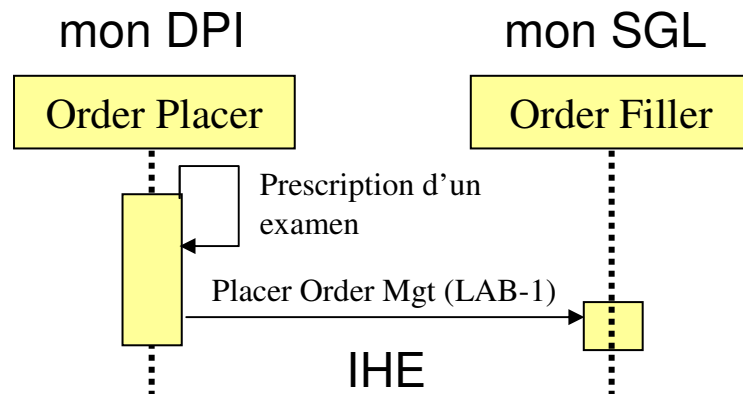 mon DPI
mon SGL
Order Placer
Order Filler
Prescription d'un
examen
Placer Order Mgt (LAB-1)
IHE